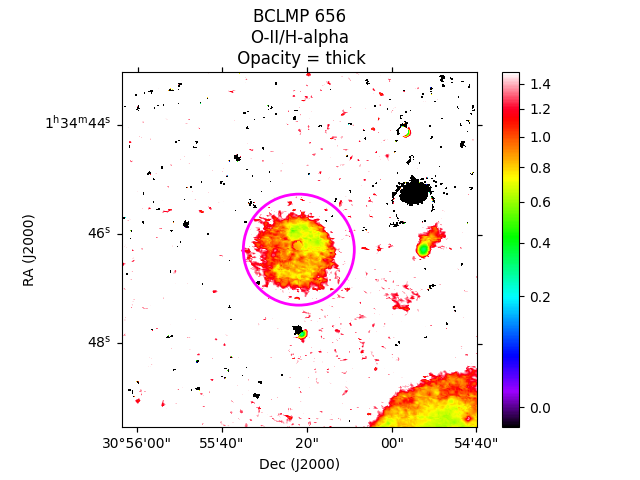 BCLMP 656
O-II/H-alpha
Opacity = thick
1ʰ34ᵐ44ˢ
46ˢ
48ˢ
RA (J2000)
30°56'00"
55'40"
20"
00"
54'40"
Dec (J2000)
1.4
1.2
1.0
0.8
0.6
0.4
0.2
0.0